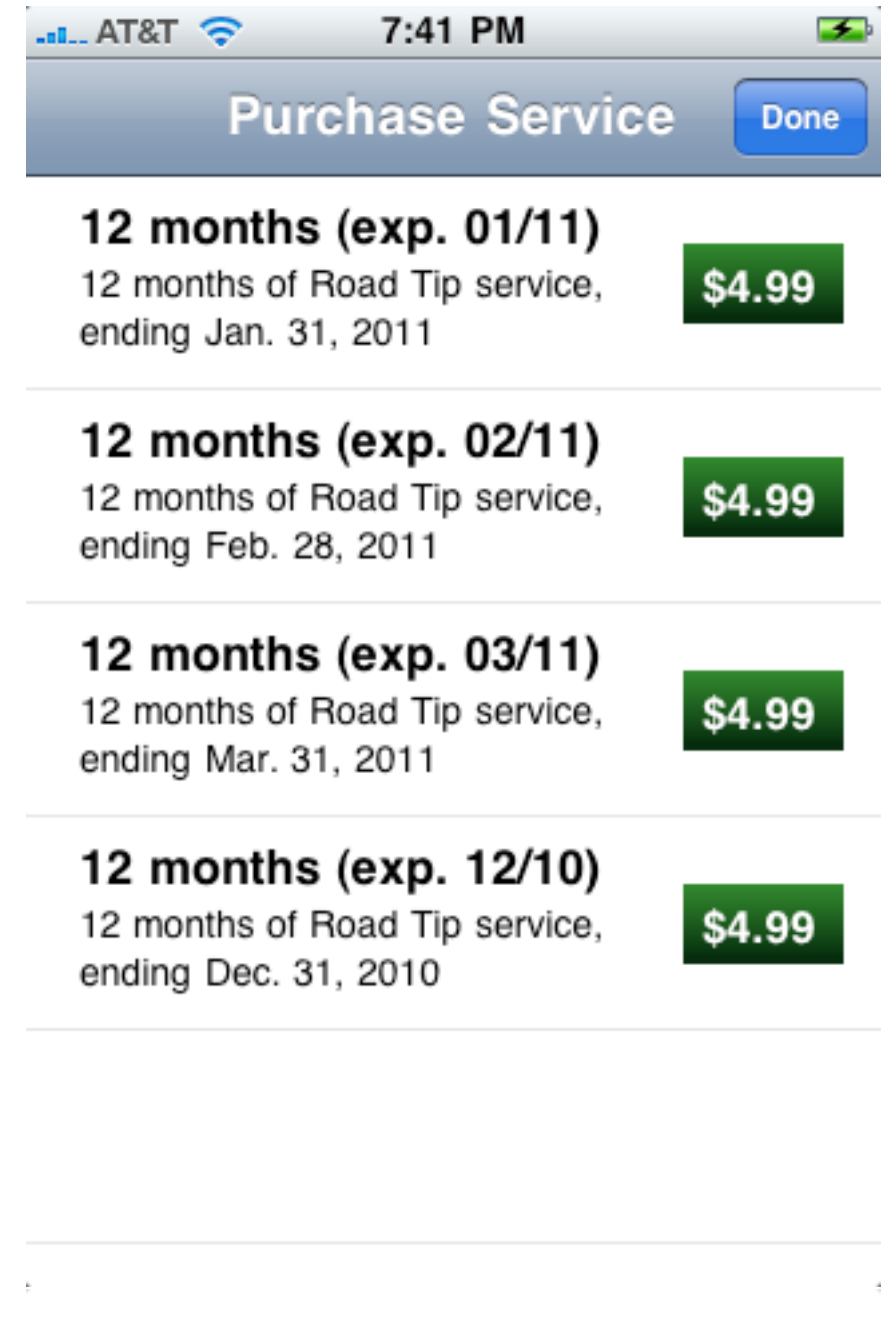 AT&T 7:41 PM
Purchase Service Done
12 months (exp. 01/11)
12 months of Road Tip service,
ending Jan. 31, 2011
$4.99
12 months (exp. 02/11)
12 months of Road Tip service,
ending Feb. 28, 2011
$4.99
12 months (exp. 03/11)
12 months of Road Tip service,
ending Mar. 31, 2011
$4.99
12 months (exp. 12/10)
12 months of Road Tip service,
ending Dec. 31, 2010
$4.99